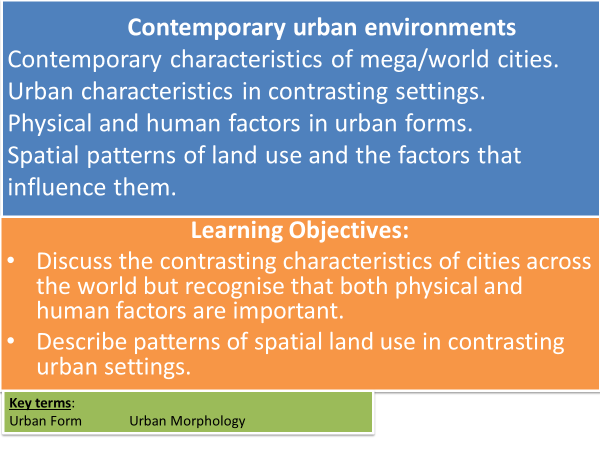 Contemporary urban environments
Contemporary characteristics of mega/world cities.
Urban characteristics in contrasting settings.
Physical and human factors in urban forms.
Spatial patterns of land use and the factors that
influence them.
Learning Objectives:
• Discuss the contrasting characteristics of cities across
the world but recognise that both physical and
human factors are important.
• Describe patterns of spatial land use in contrasting
urban settings.
Key terms:
Urban Form Urban Morphology